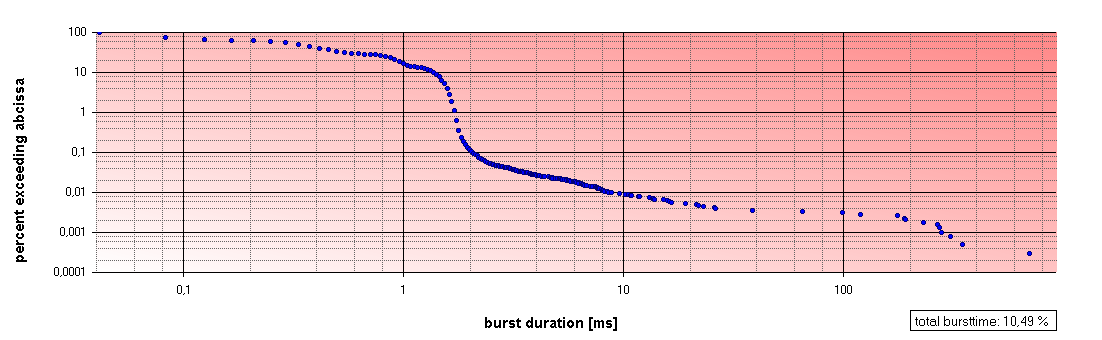 percent exceeding abcissa
100
10
1
0,1
0,01
0,001
0,0001
0,1 1 10 100
burst duration [ms]
total bursttime: 10,49 %